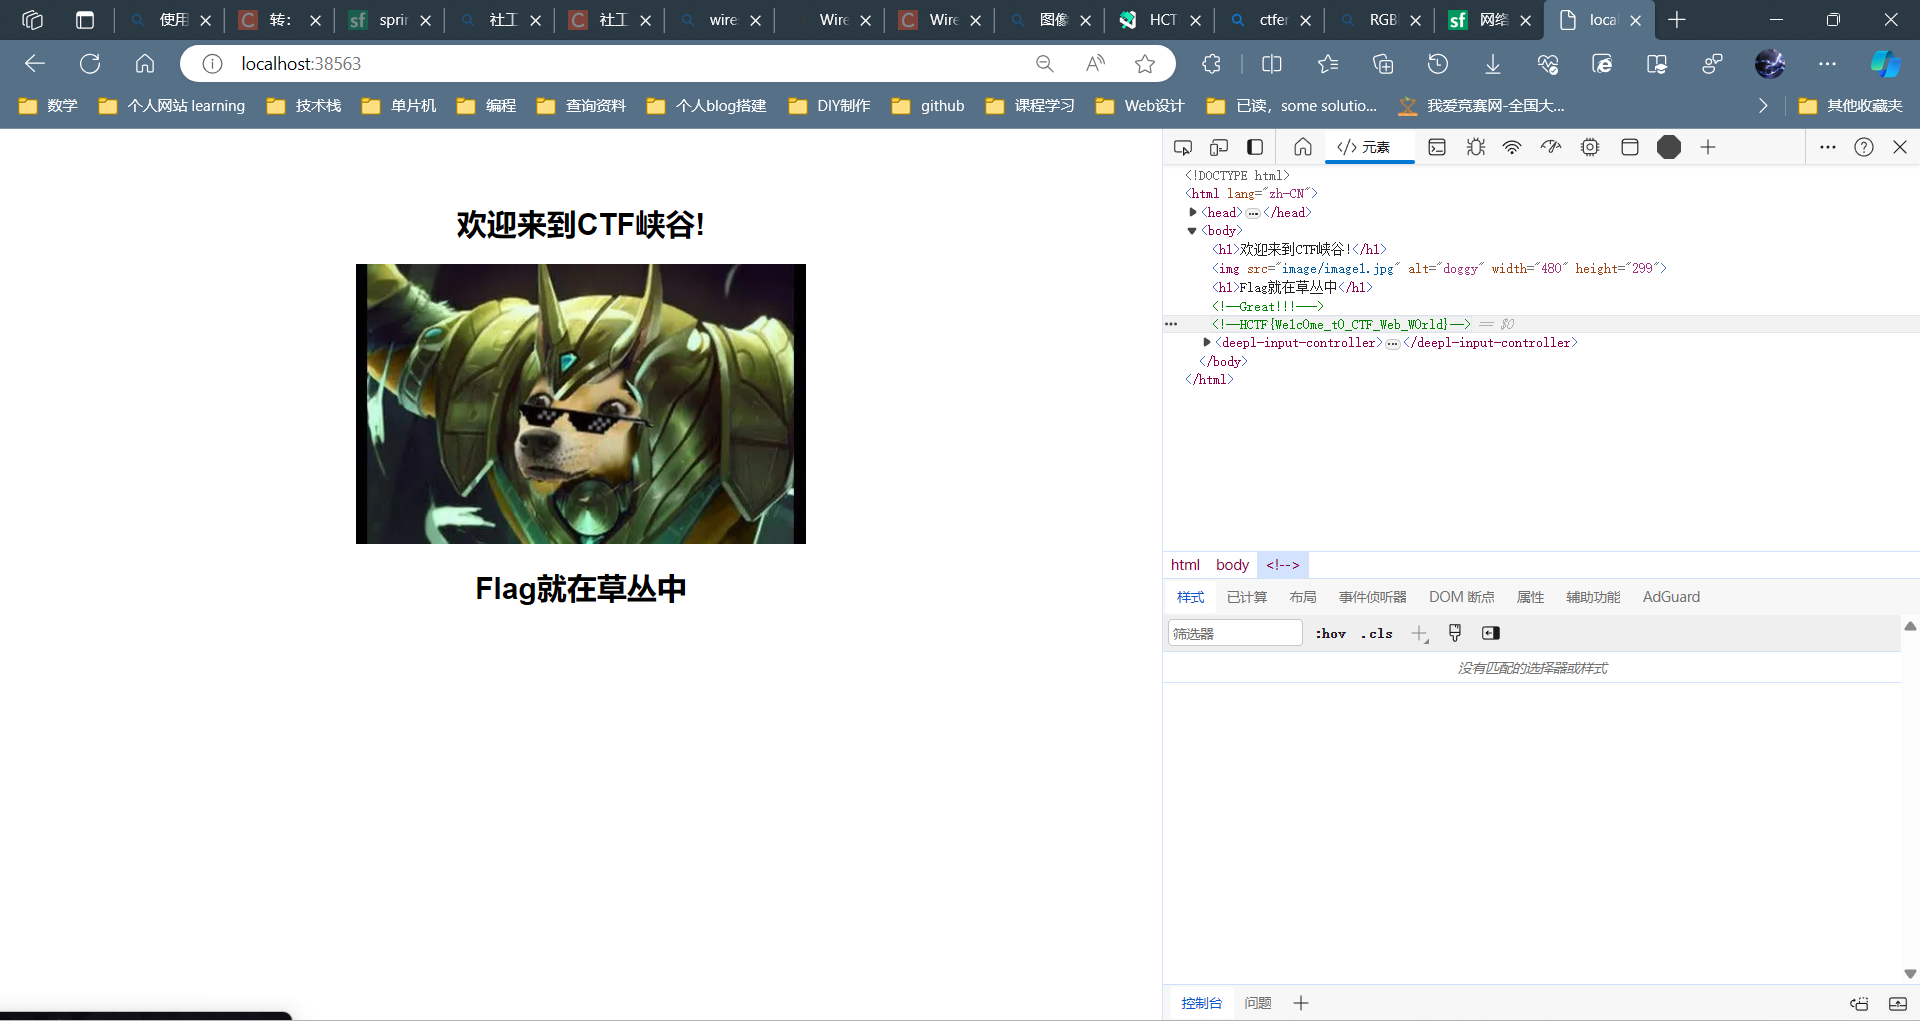 使用
转：
sprin
社工
社工
wire
Wire
Wire
图像
HCT
ctfer
RGB
网络
local
localhost:38563
数学
个人网站 learning
技术栈
单片机
编程
查询资料
个人blog搭建
DIY制作
github
课程学习
Web设计
已读，some solutio...
我爱竞赛网-全国大...
其他收藏夹
欢迎来到CTF峡谷!
Flag就在草丛中
</> 元素
<!DOCTYPE html>
<html lang="zh-CN">
<head> ... </head>
<body>
<h1>欢迎来到CTF峡谷!</h1>
<img src="image/image1.jpg" alt="doggy" width="480" height="299">
<h1>Flag就在草丛中</h1>
<!--Great!!!--->
<!--HCTF{Welc0me_t0_CTF_Web_W0rld}--> == $0
<deepl-input-controller> ... </deepl-input-controller>
</body>
</html>
html body <!-->
样式 已计算 布局 事件侦听器 DOM 断点 属性 辅助功能 AdGuard
筛选器 :hov .cls
没有匹配的选择器或样式
控制台 问题